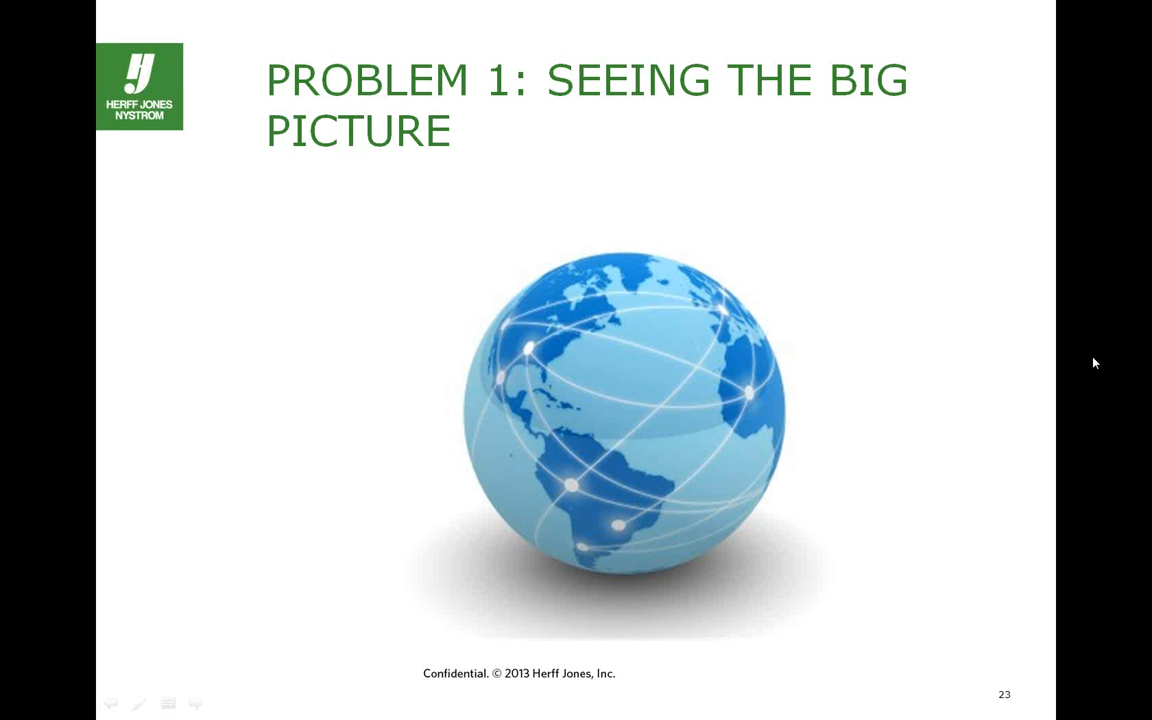 HERFF JONES
NYSTROM
PROBLEM 1: SEEING THE BIG
PICTURE
Confidential. © 2013 Herff Jones, Inc.
23